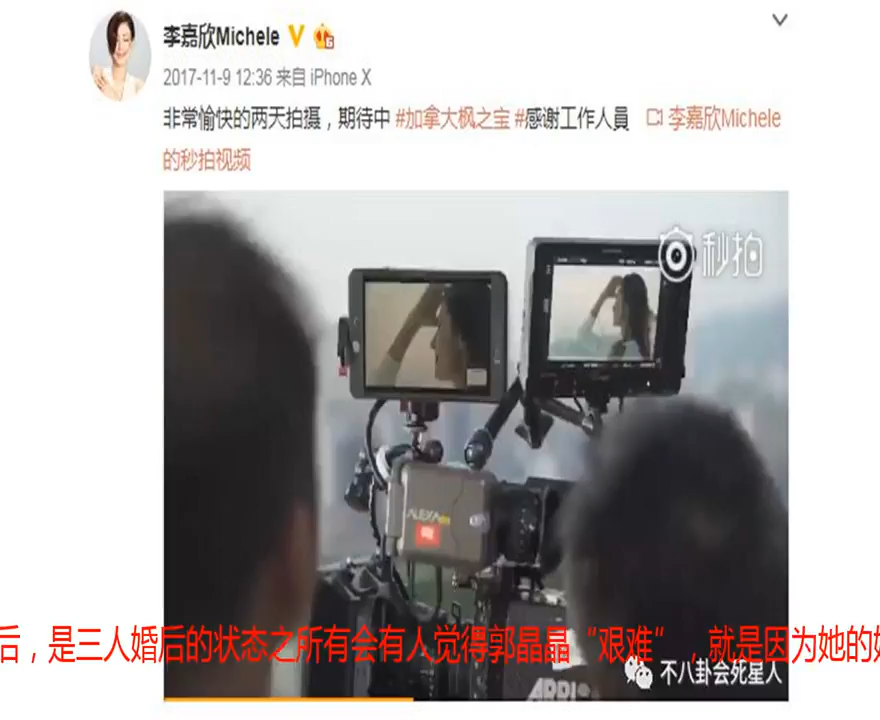 李嘉欣Michele
2017-11-9 12:36 来自 iPhone X
非常愉快的两天拍摄，期待中 #加拿大枫之宝 #感谢工作人員 李嘉欣Michele
的秒拍视频
秒拍
ALEXA
后，是三人婚后的状态之所有会有人觉得郭晶晶“艰难”，就是因为她的
不八卦会死星人
ARRI